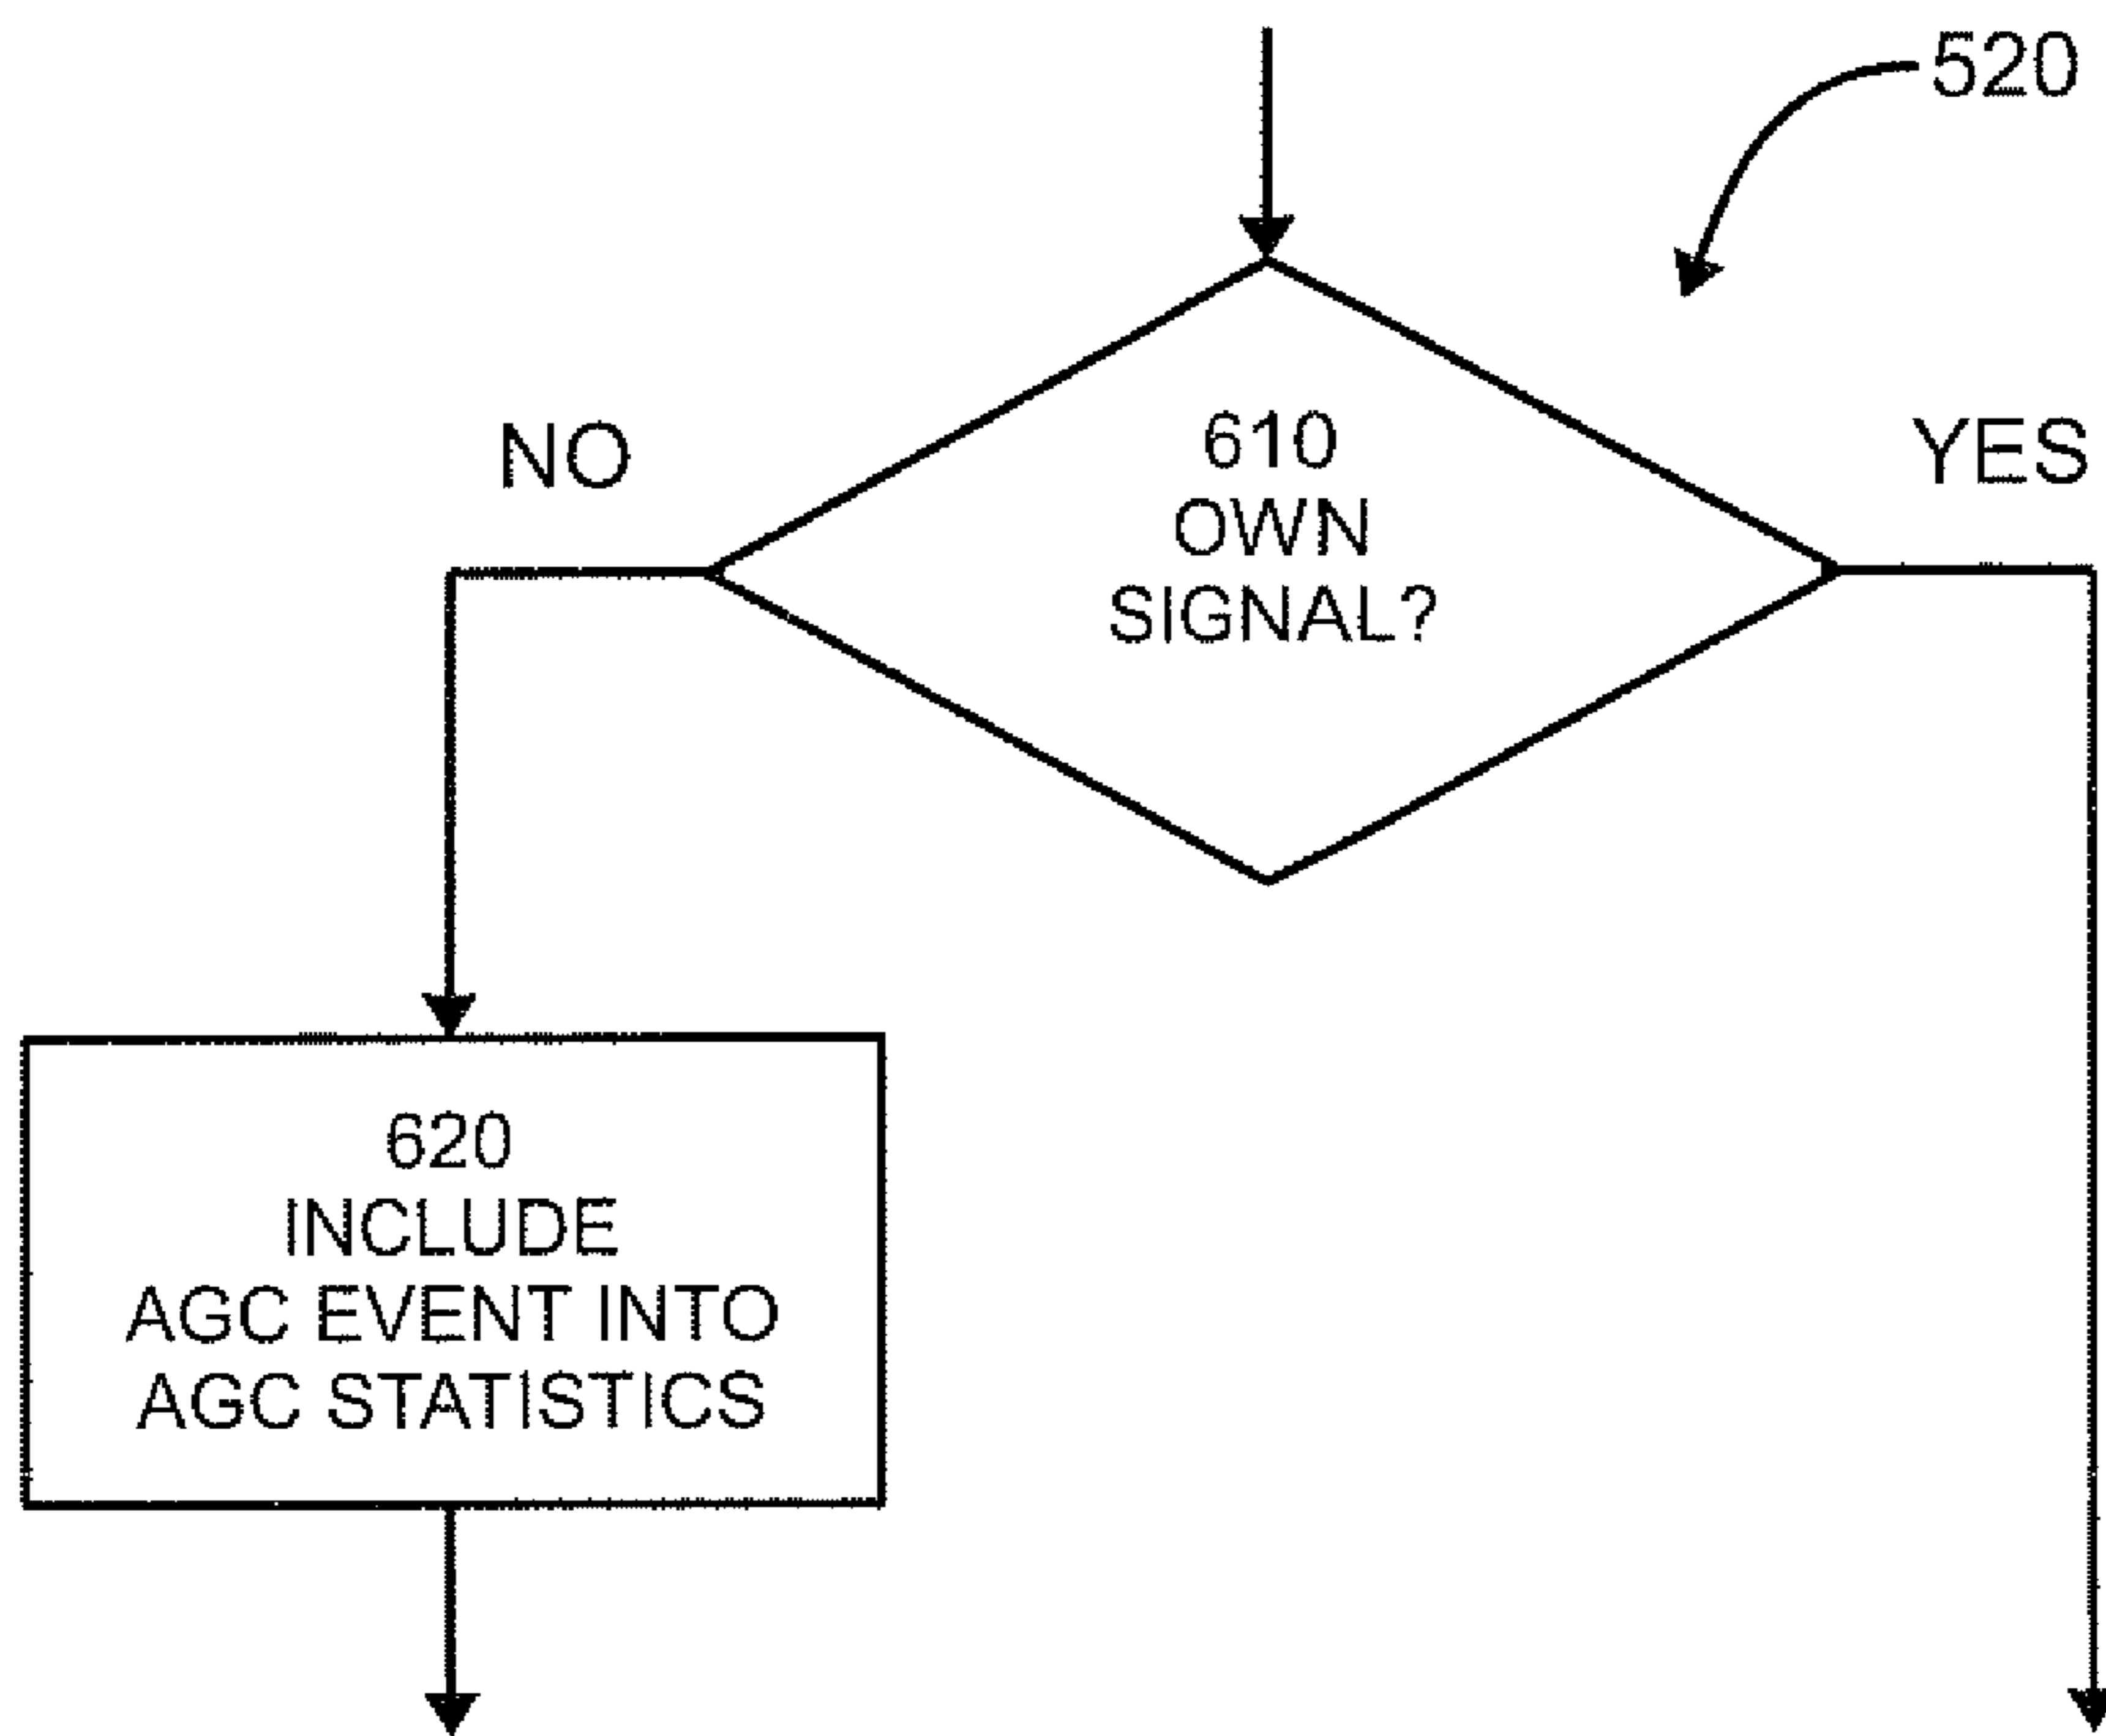 520
NO
610
OWN
SIGNAL?
YES
620
INCLUDE
AGC EVENT INTO
AGC STATISTICS